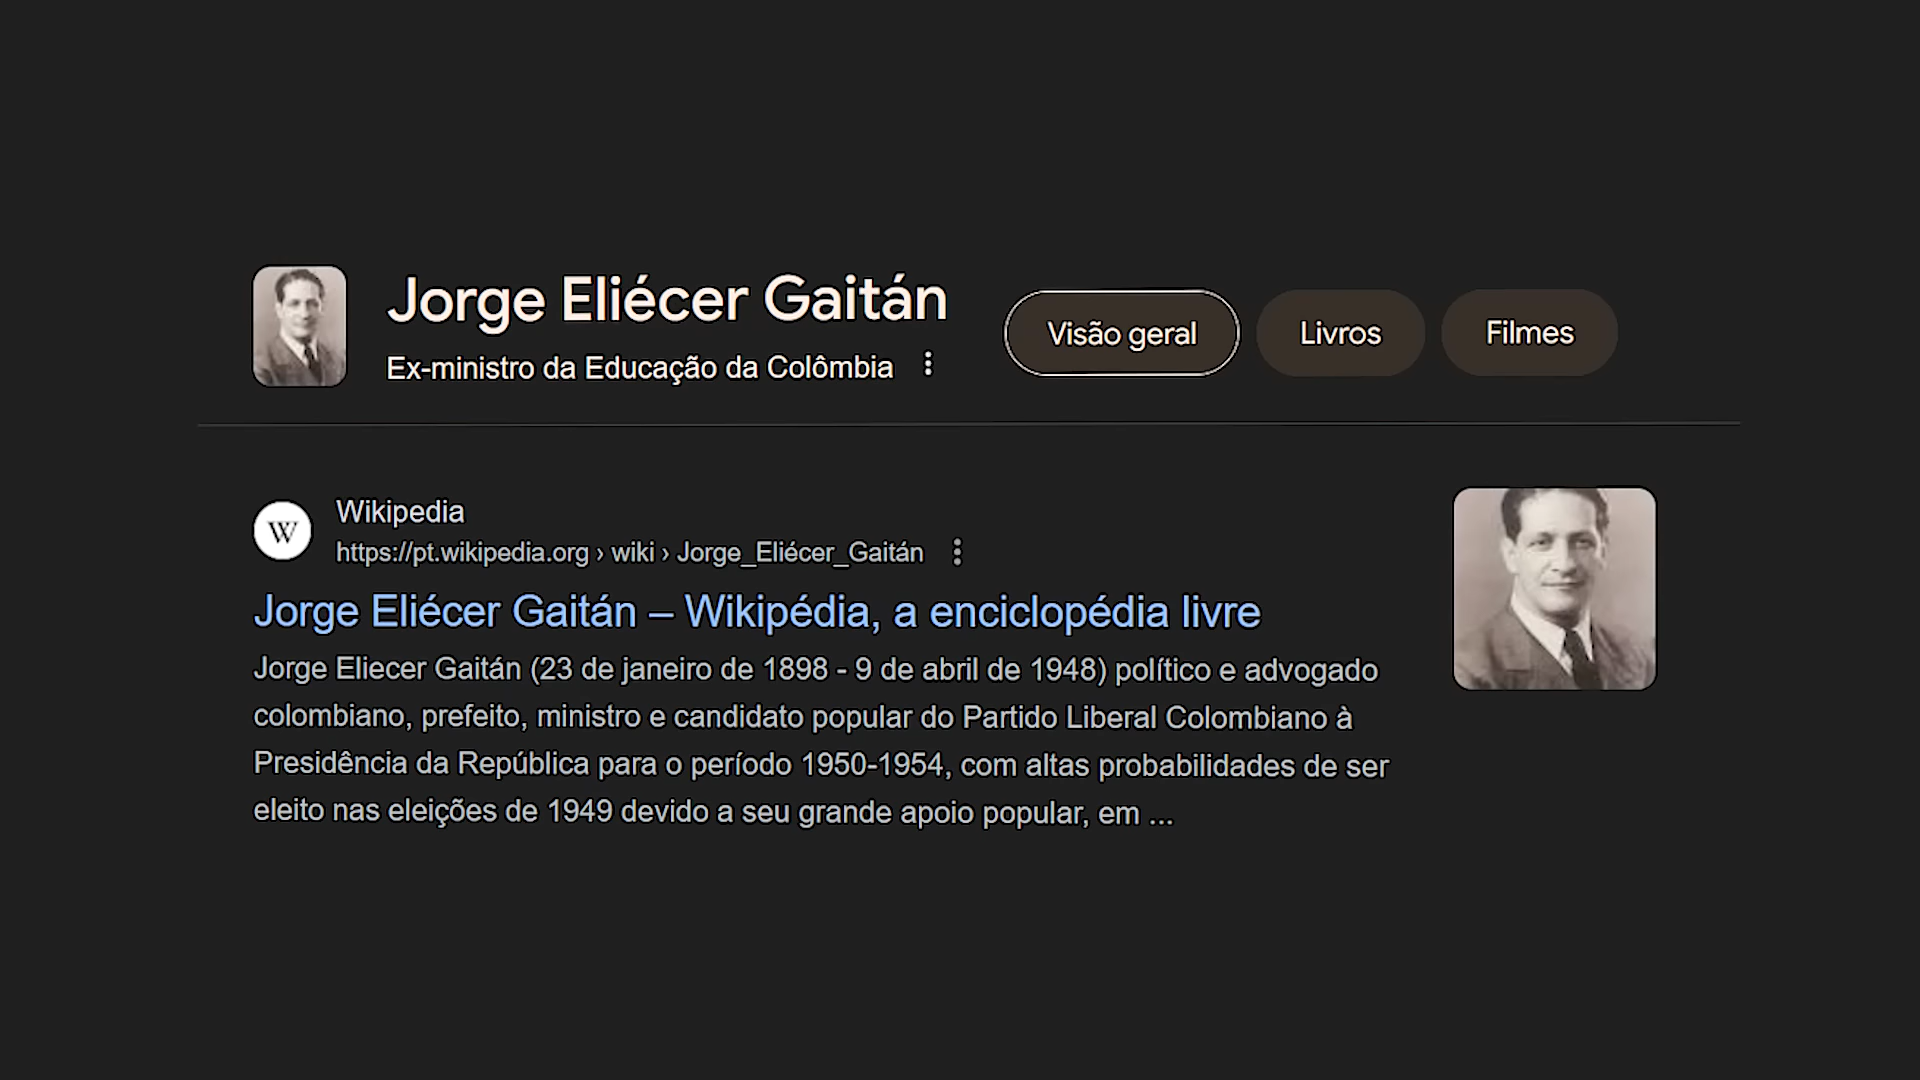 Jorge Eliécer Gaitán
Ex-ministro da Educação da Colômbia
Visão geral
Livros
Filmes
W
Wikipedia
https://pt.wikipedia.org › wiki › Jorge_Eliécer_Gaitán
Jorge Eliécer Gaitán – Wikipédia, a enciclopédia livre
Jorge Eliecer Gaitán (23 de janeiro de 1898 - 9 de abril de 1948) político e advogado
colombiano, prefeito, ministro e candidato popular do Partido Liberal Colombiano à
Presidência da República para o período 1950-1954, com altas probabilidades de ser
eleito nas eleições de 1949 devido a seu grande apoio popular, em ...